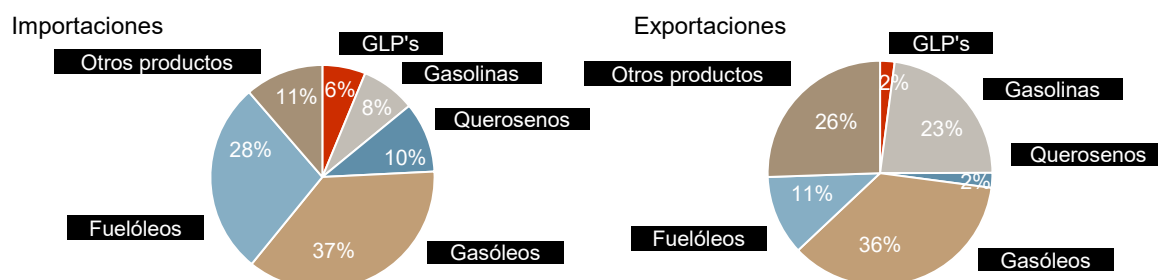 Importaciones
GLP's
Otros productos
Gasolinas
6%
11%
8%
Querosenos
28%
10%
Fuelóleos
37%
Gasóleos
Exportaciones
GLP's
Otros productos
2%
Gasolinas
26%
23%
Querosenos
2%
11%
Fuelóleos
36%
Gasóleos